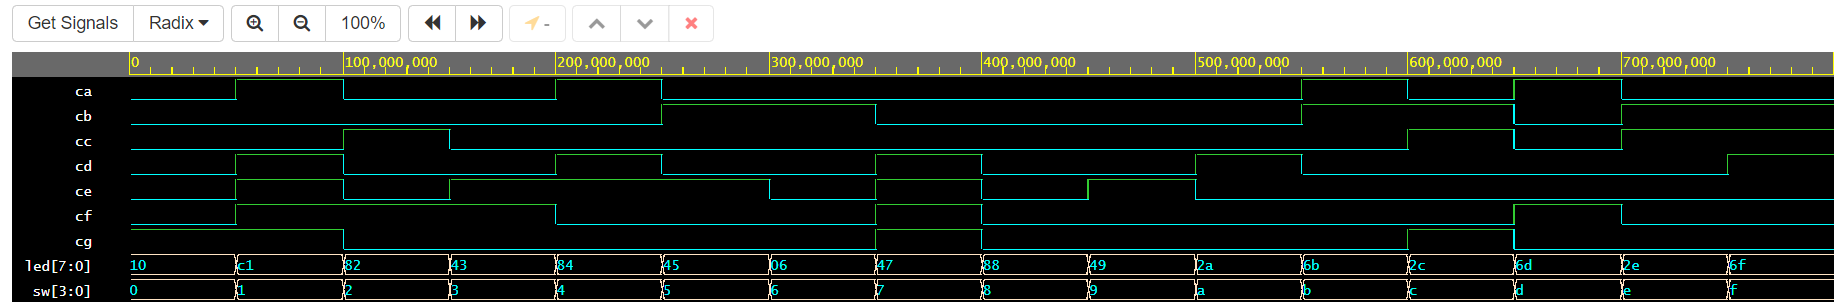 Get Signals Radix 100% -
0 100,000,000 200,000,000 300,000,000 400,000,000 500,000,000 600,000,000 700,000,000
ca
cb
cc
cd
ce
cf
cg
led[7:0] 10 c1 82 43 84 45 06 47 88 49 2a 6b 2c 6d 2e 6f
sw[3:0] 0 1 2 3 4 5 6 7 8 9 a b c d e f